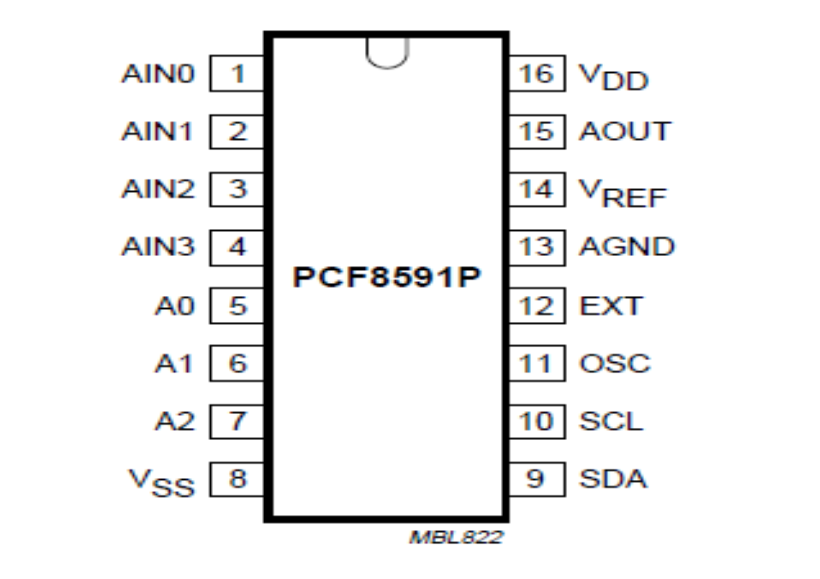 AIN0 1 16 VDD
AIN1 2 15 AOUT
AIN2 3 14 VREF
AIN3 4 13 AGND
PCF8591P
A0 5 12 EXT
A1 6 11 OSC
A2 7 10 SCL
VSS 8 9 SDA
MBL822